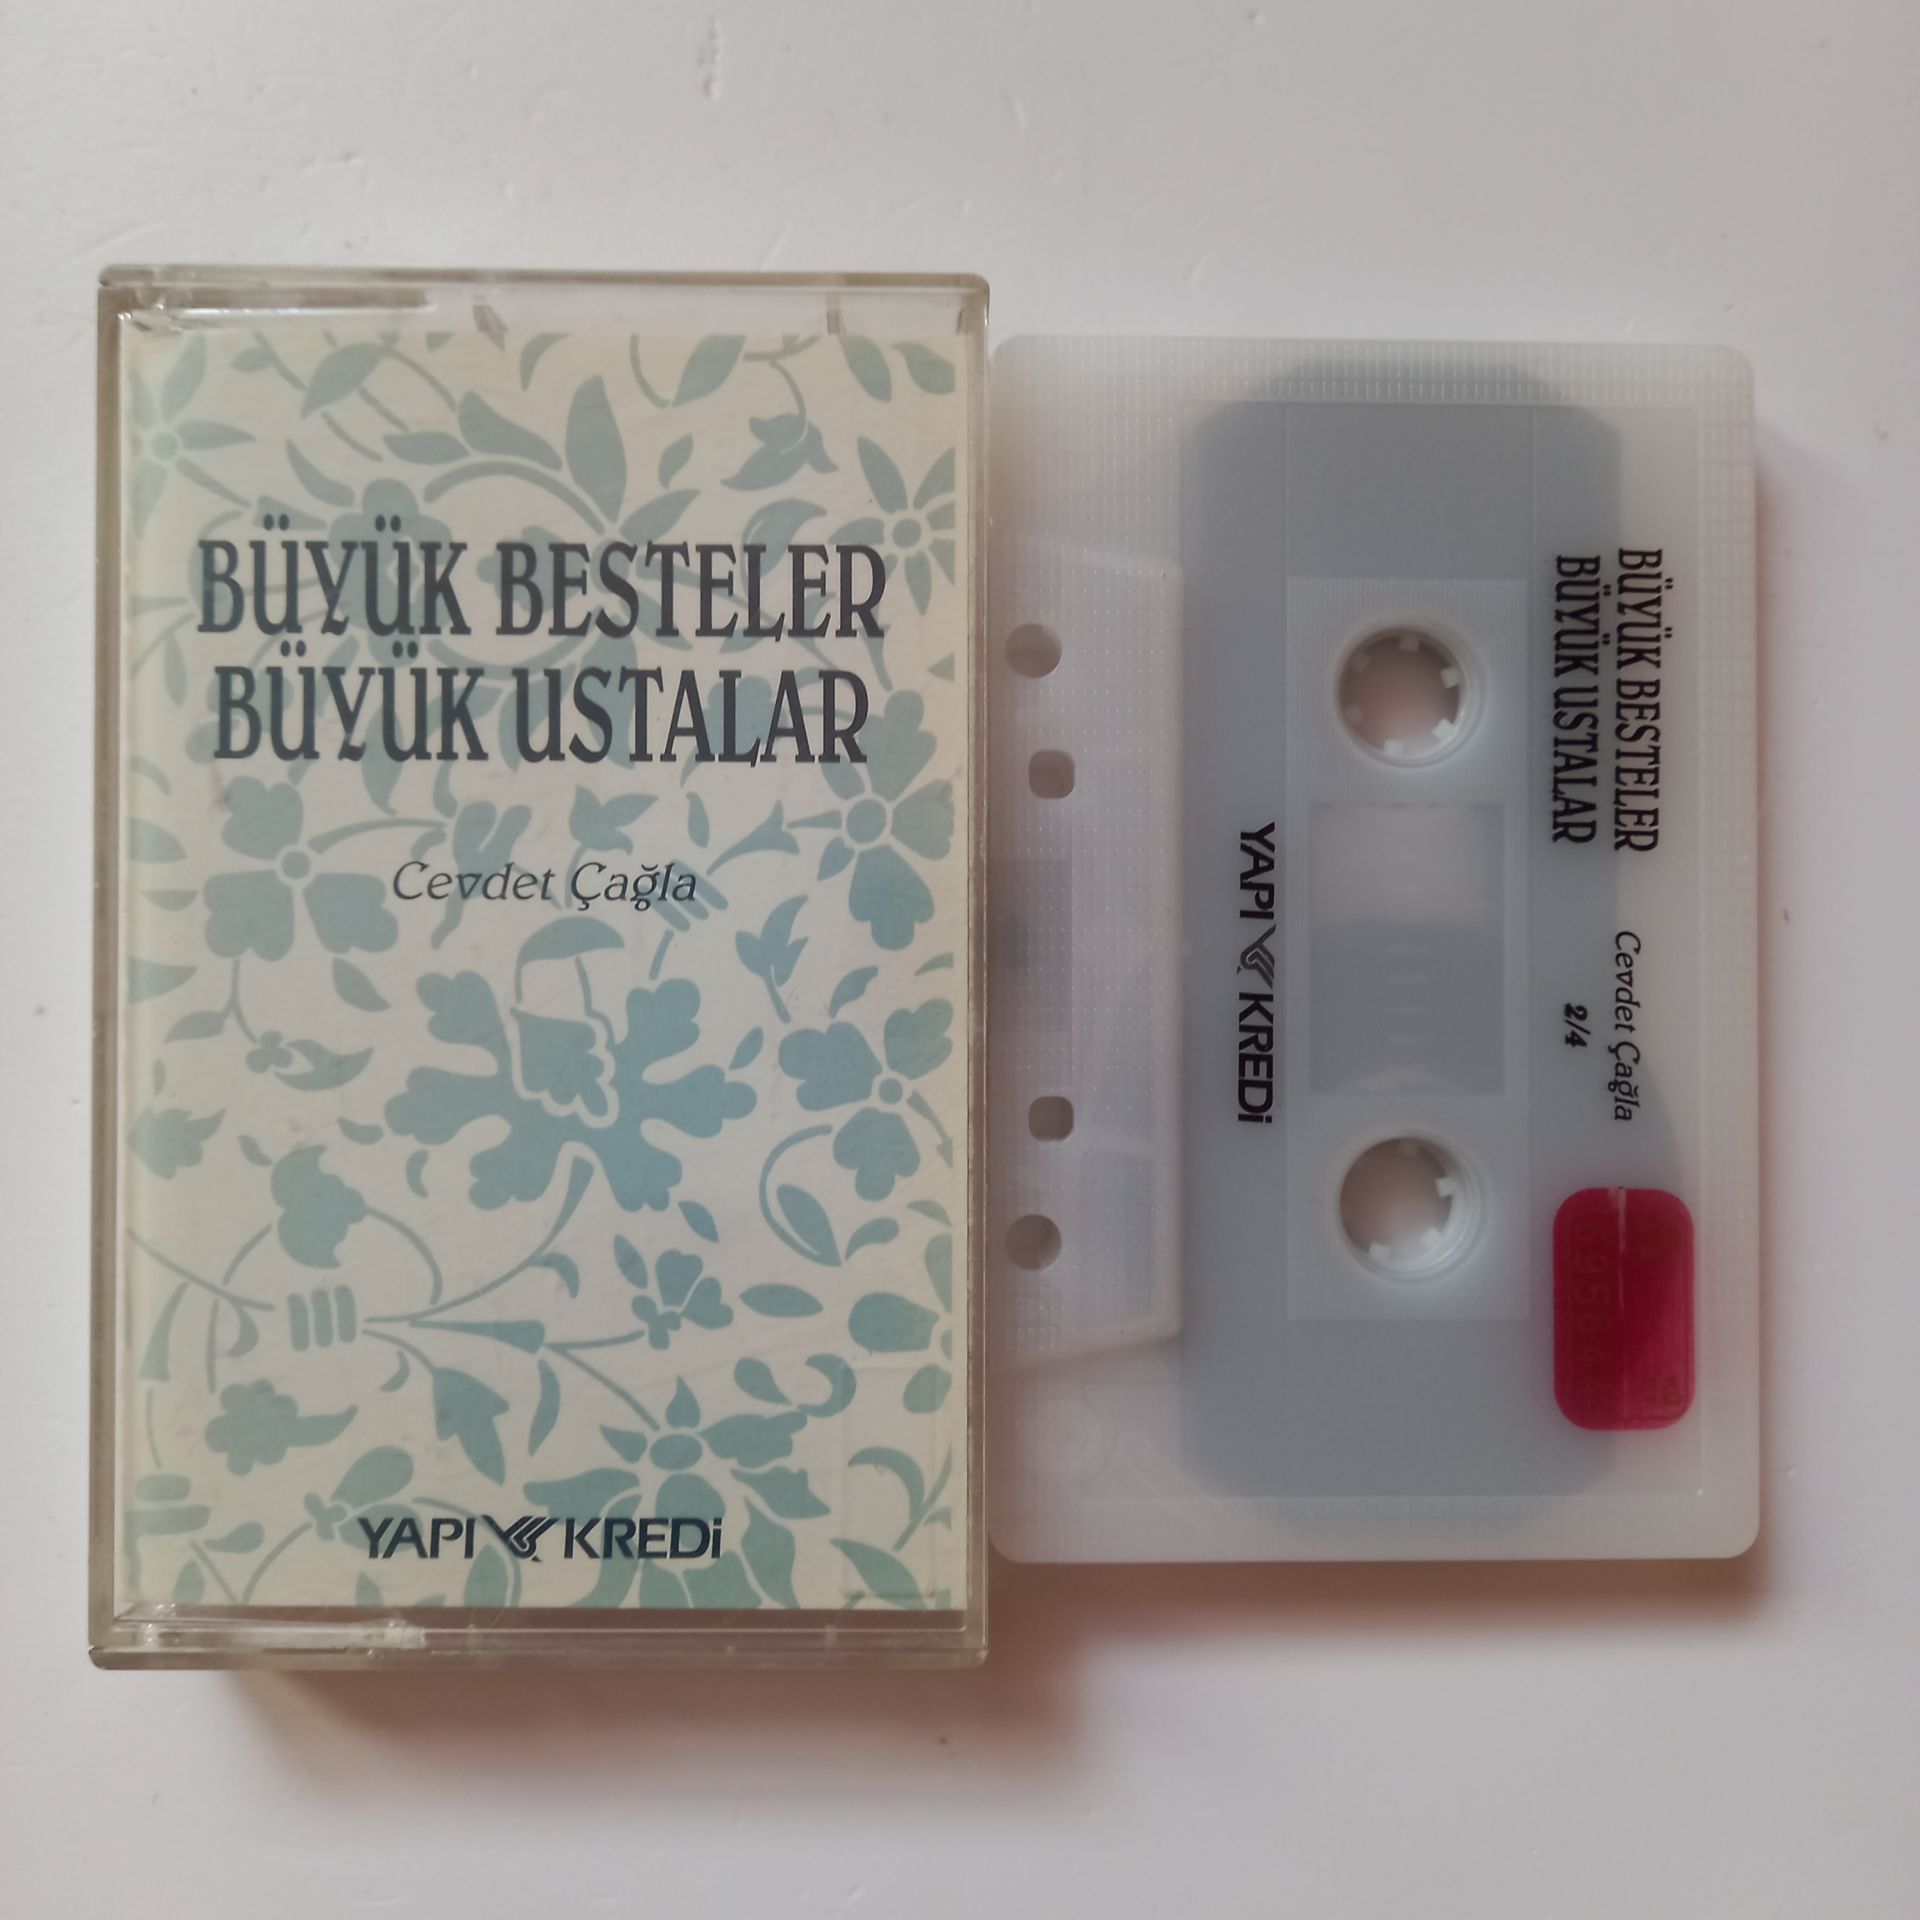 BÜYÜK BESTELER
BÜYÜK USTALAR
Cevdet Çağla
YAPI KREDi
BÜYÜK BESTELER
BÜYÜK USTALAR
Cevdet Çağla
2/4
YAPI KREDi